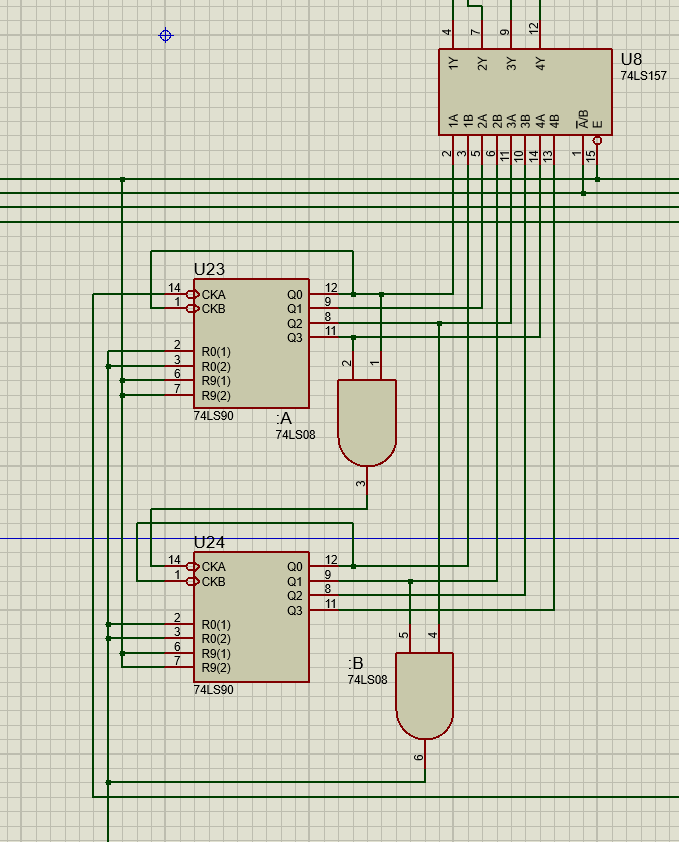 4 7 9 12
1Y 2Y 3Y 4Y
U8
74LS157
1A 1B 2A 2B 3A 3B 4A 4B A/B E
2 3 5 6 11 10 14 13 1 15
U23
14 CKA Q0 12
1 CKB Q1 9
Q2 8
Q3 11
2 R0(1)
3 R0(2)
6 R9(1)
7 R9(2)
74LS90
2 1
:A
74LS08
3
U24
14 CKA Q0 12
1 CKB Q1 9
Q2 8
Q3 11
2 R0(1)
3 R0(2)
6 R9(1)
7 R9(2)
74LS90
5 4
:B
74LS08
6